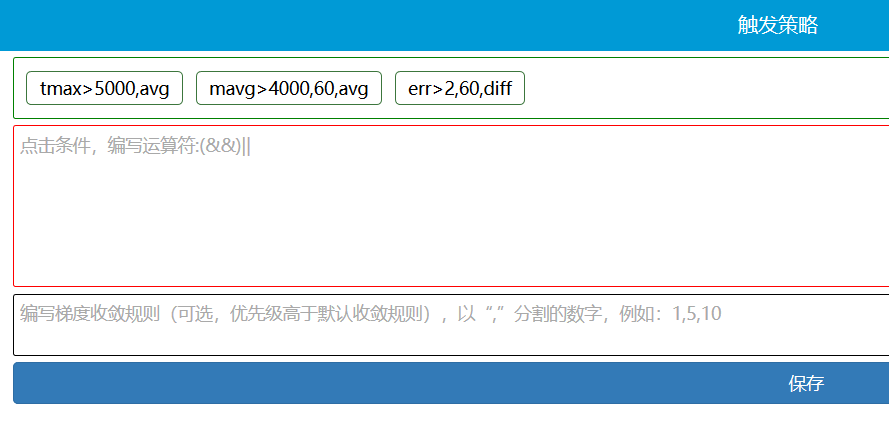 触发策略
tmax>5000,avg mavg>4000,60,avg err>2,60,diff
点击条件，编写运算符:(&&)||
编写梯度收敛规则（可选，优先级高于默认收敛规则），以“,”分割的数字，例如：1,5,10
保存